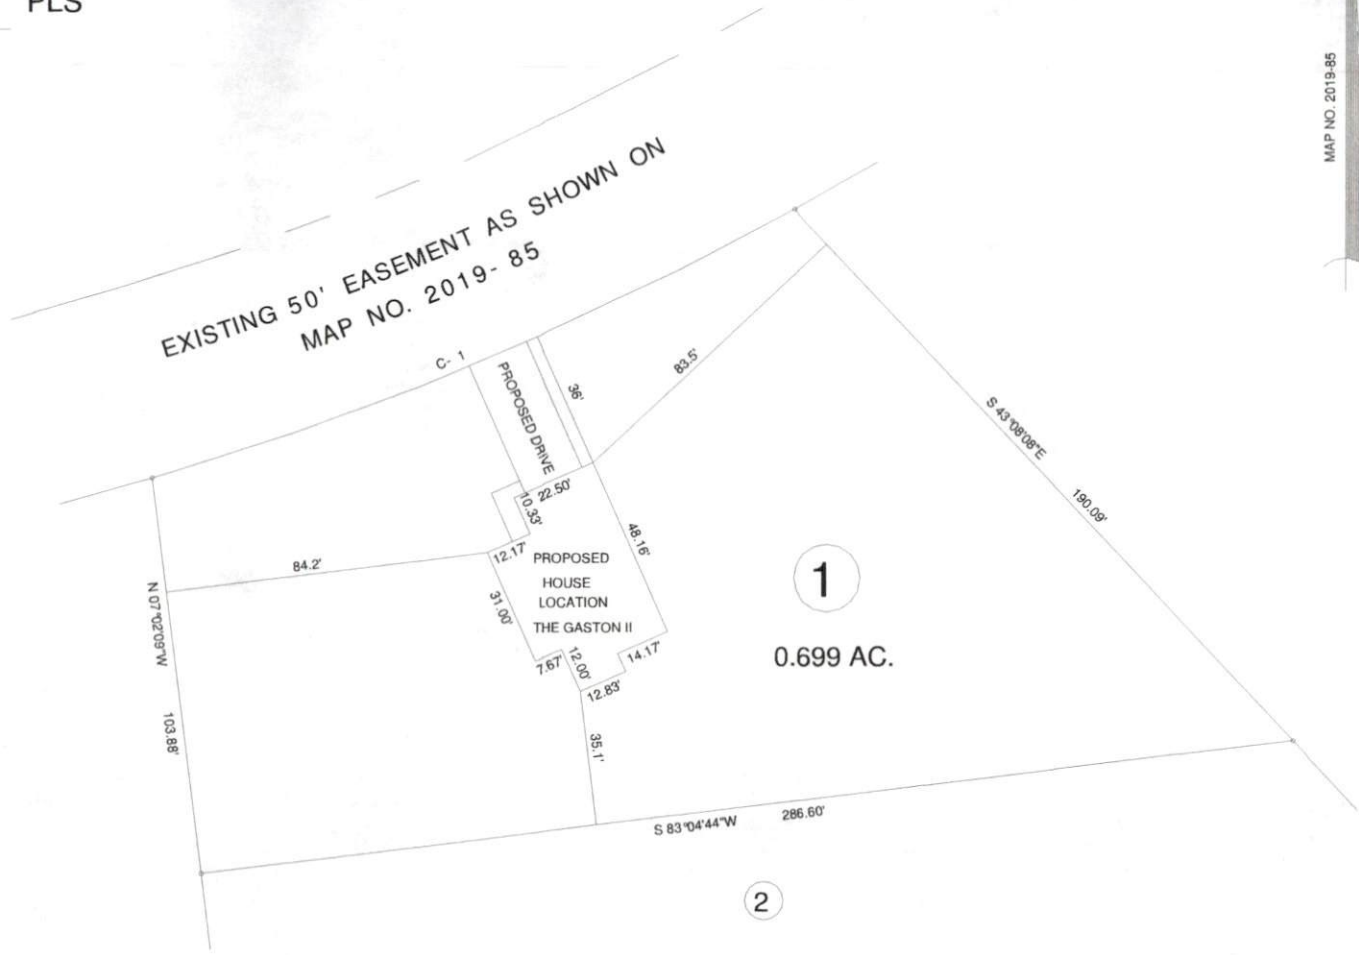 PLS
MAP NO. 2019-85
EXISTING 50' EASEMENT AS SHOWN ON
MAP NO. 2019- 85
C- 1
PROPOSED DRIVE
36'
83.5'
S 43°08'08"E
190.09'
22.50'
10.33'
48.16'
12.17'
84.2'
PROPOSED
HOUSE
LOCATION
THE GASTON II
31.00'
N 07°02'09"W
103.88'
7.67'
12.00'
14.17'
12.83'
35.1'
1
0.699 AC.
S 83°04'44"W
286.60'
2